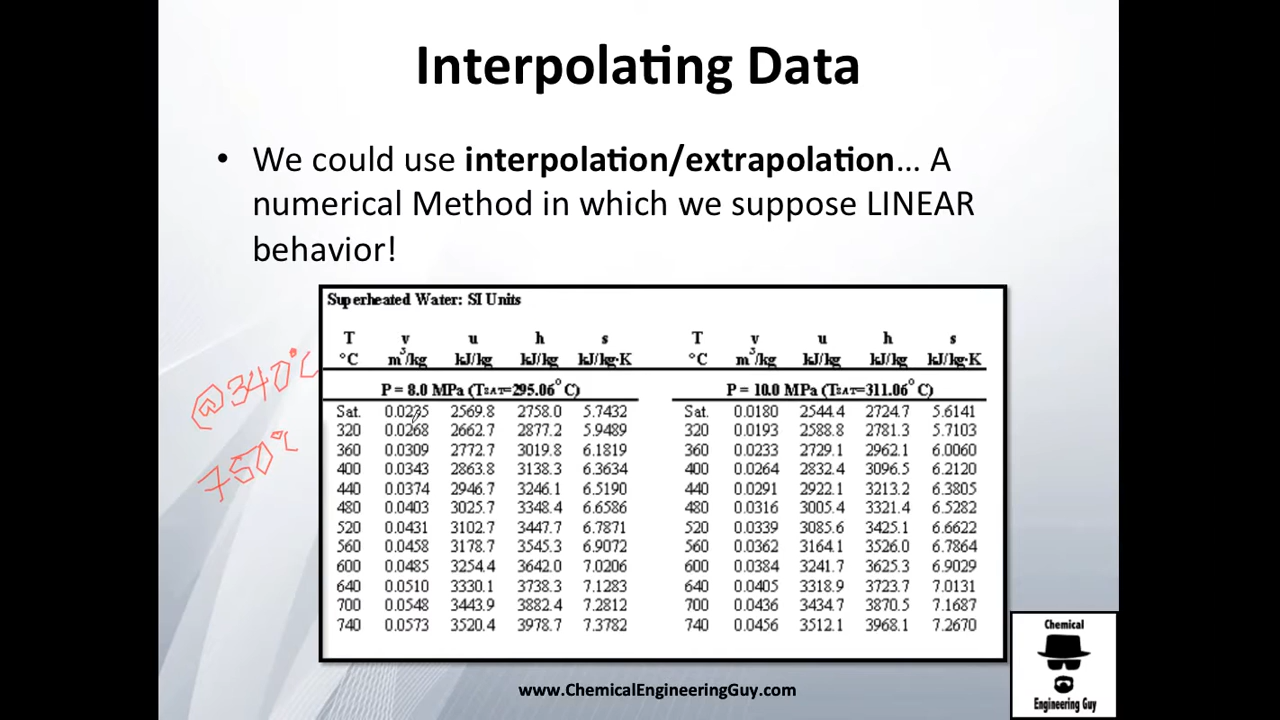 Interpolating Data
• We could use interpolation/extrapolation… A
numerical Method in which we suppose LINEAR
behavior!
@340°C
750°C
Superheated Water: SI Units
T v u h s T v u h s
°C m³/kg kJ/kg kJ/kg kJ/kg·K °C m³/kg kJ/kg kJ/kg kJ/kg·K
P = 8.0 MPa (TSAT=295.06°C) P = 10.0 MPa (TSAT=311.06°C)
Sat. 0.0235 2569.8 2758.0 5.7432 Sat. 0.0180 2544.4 2724.7 5.6141
320 0.0268 2662.7 2877.2 5.9489 320 0.0193 2588.8 2781.3 5.7103
360 0.0309 2772.7 3019.8 6.1819 360 0.0233 2729.1 2962.1 6.0060
400 0.0343 2863.8 3138.3 6.3634 400 0.0264 2832.4 3096.5 6.2120
440 0.0374 2946.7 3246.1 6.5190 440 0.0291 2922.1 3213.2 6.3805
480 0.0403 3025.7 3348.4 6.6586 480 0.0316 3005.4 3321.4 6.5282
520 0.0431 3102.7 3447.7 6.7871 520 0.0339 3085.6 3425.1 6.6622
560 0.0458 3178.7 3545.3 6.9072 560 0.0362 3164.1 3526.0 6.7864
600 0.0485 3254.4 3642.0 7.0206 600 0.0384 3241.7 3625.3 6.9029
640 0.0510 3330.1 3738.3 7.1283 640 0.0405 3318.9 3723.7 7.0131
700 0.0548 3443.9 3882.4 7.2812 700 0.0436 3434.7 3870.5 7.1687
740 0.0573 3520.4 3978.7 7.3782 740 0.0456 3512.1 3968.1 7.2670
www.ChemicalEngineeringGuy.com
Chemical
Engineering Guy